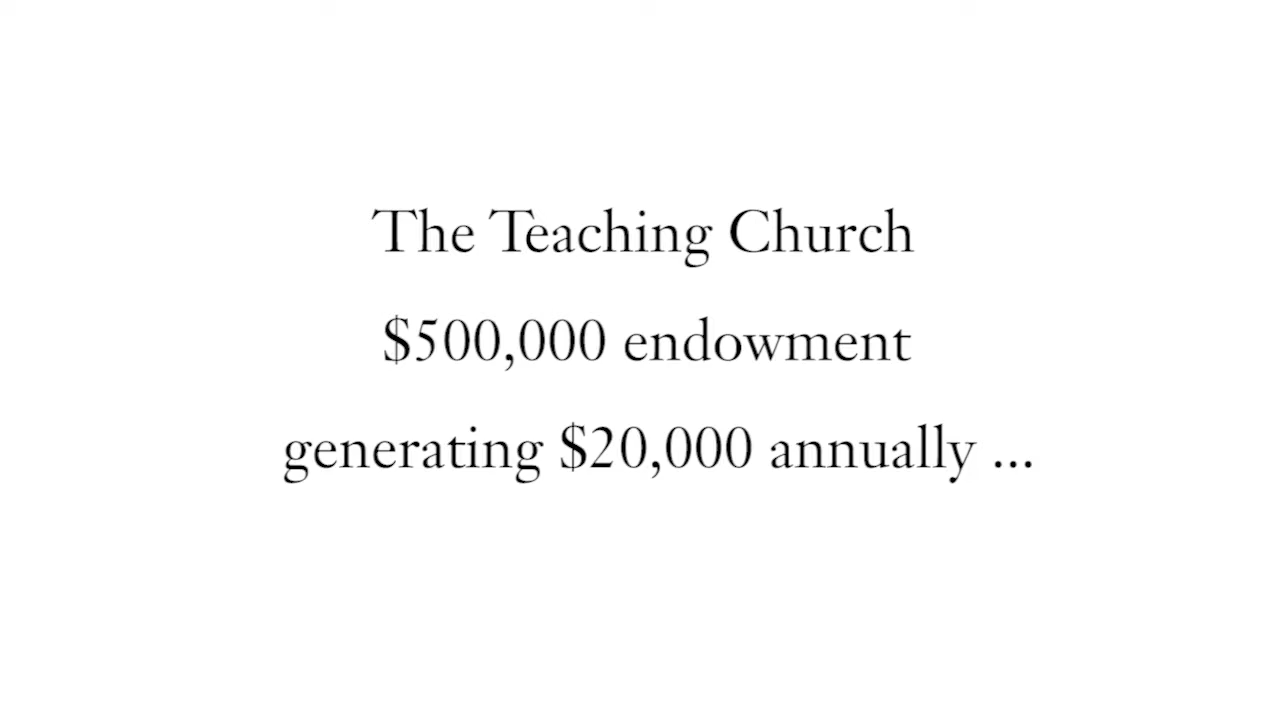 The Teaching Church
$500,000 endowment
generating $20,000 annually ...